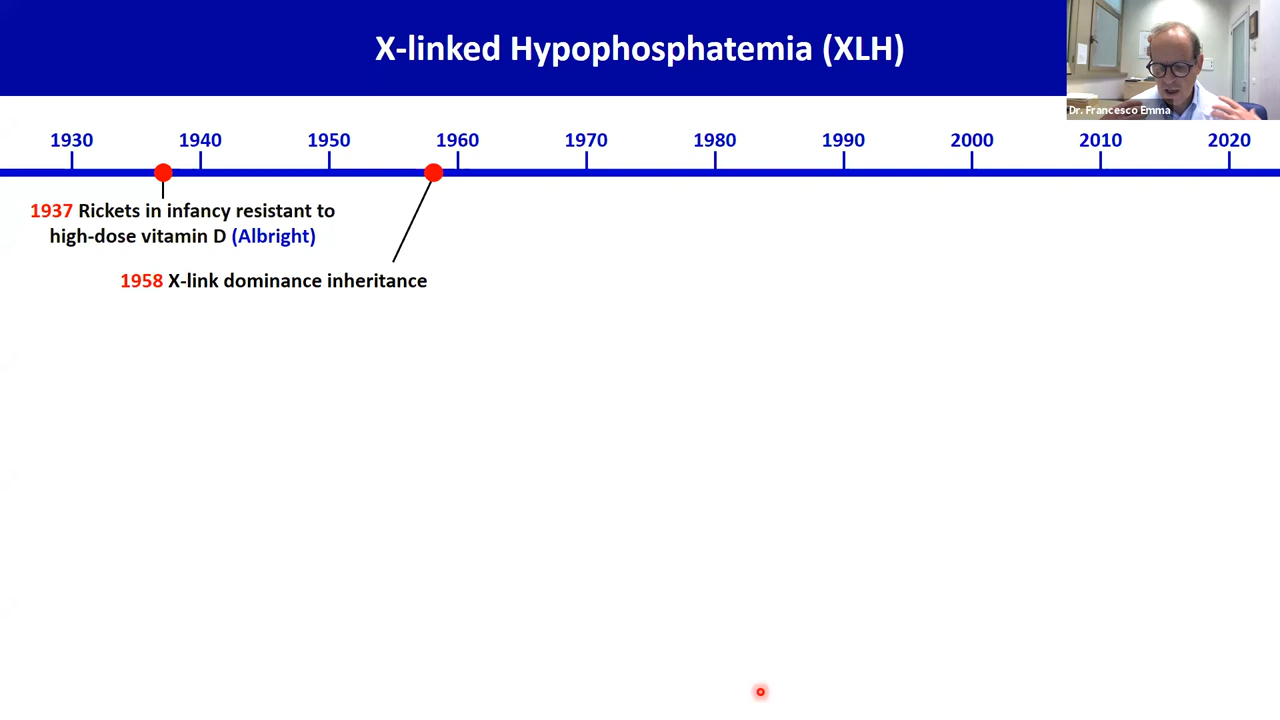 X-linked Hypophosphatemia (XLH)
Dr. Francesco Emma
1930 1940 1950 1960 1970 1980 1990 2000 2010 2020
1937 Rickets in infancy resistant to
high-dose vitamin D (Albright)
1958 X-link dominance inheritance